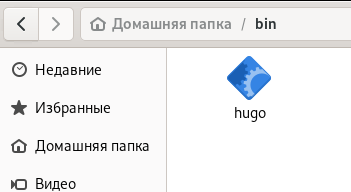 Домашняя папка / bin
Недавние
Избранные
Домашняя папка
Видео
hugo